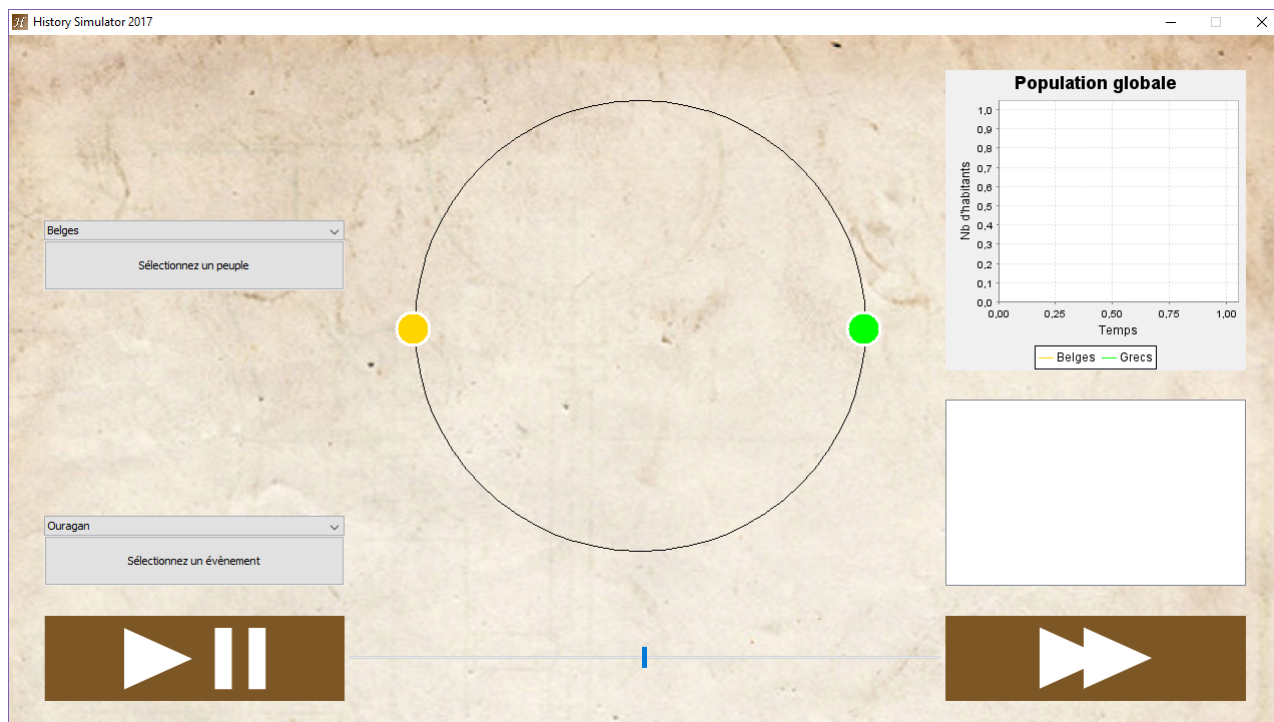 History Simulator 2017
Belges
Sélectionnez un peuple
Ouragan
Sélectionnez un évènement
Population globale
Nb d'habitants
1,0
0,9
0,8
0,7
0,6
0,5
0,4
0,3
0,2
0,1
0,0
0,00 0,25 0,50 0,75 1,00
Temps
Belges Grecs